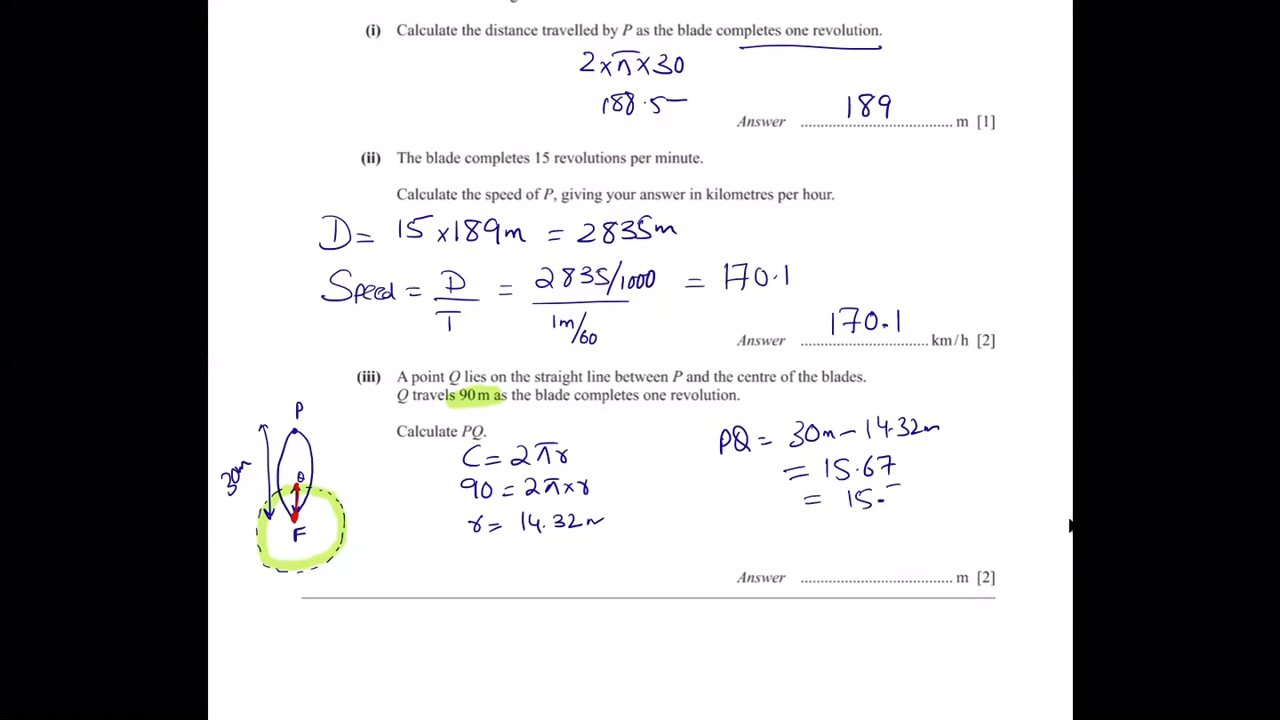 (i) Calculate the distance travelled by P as the blade completes one revolution.
2×π×30
188.5
189
Answer ........................................ m [1]
(ii) The blade completes 15 revolutions per minute.
Calculate the speed of P, giving your answer in kilometres per hour.
D = 15 × 189m = 2835m
Speed = D/T = 2835/1000 / 1m/60 = 170.1
170.1
Answer ................................. km/h [2]
(iii) A point Q lies on the straight line between P and the centre of the blades.
Q travels 90 m as the blade completes one revolution.
Calculate PQ.
P
30m
Q
F
C = 2πr
90 = 2π×r
r = 14.32m
PQ = 30m – 14.32m
= 15.67
= 15.
Answer ........................................ m [2]